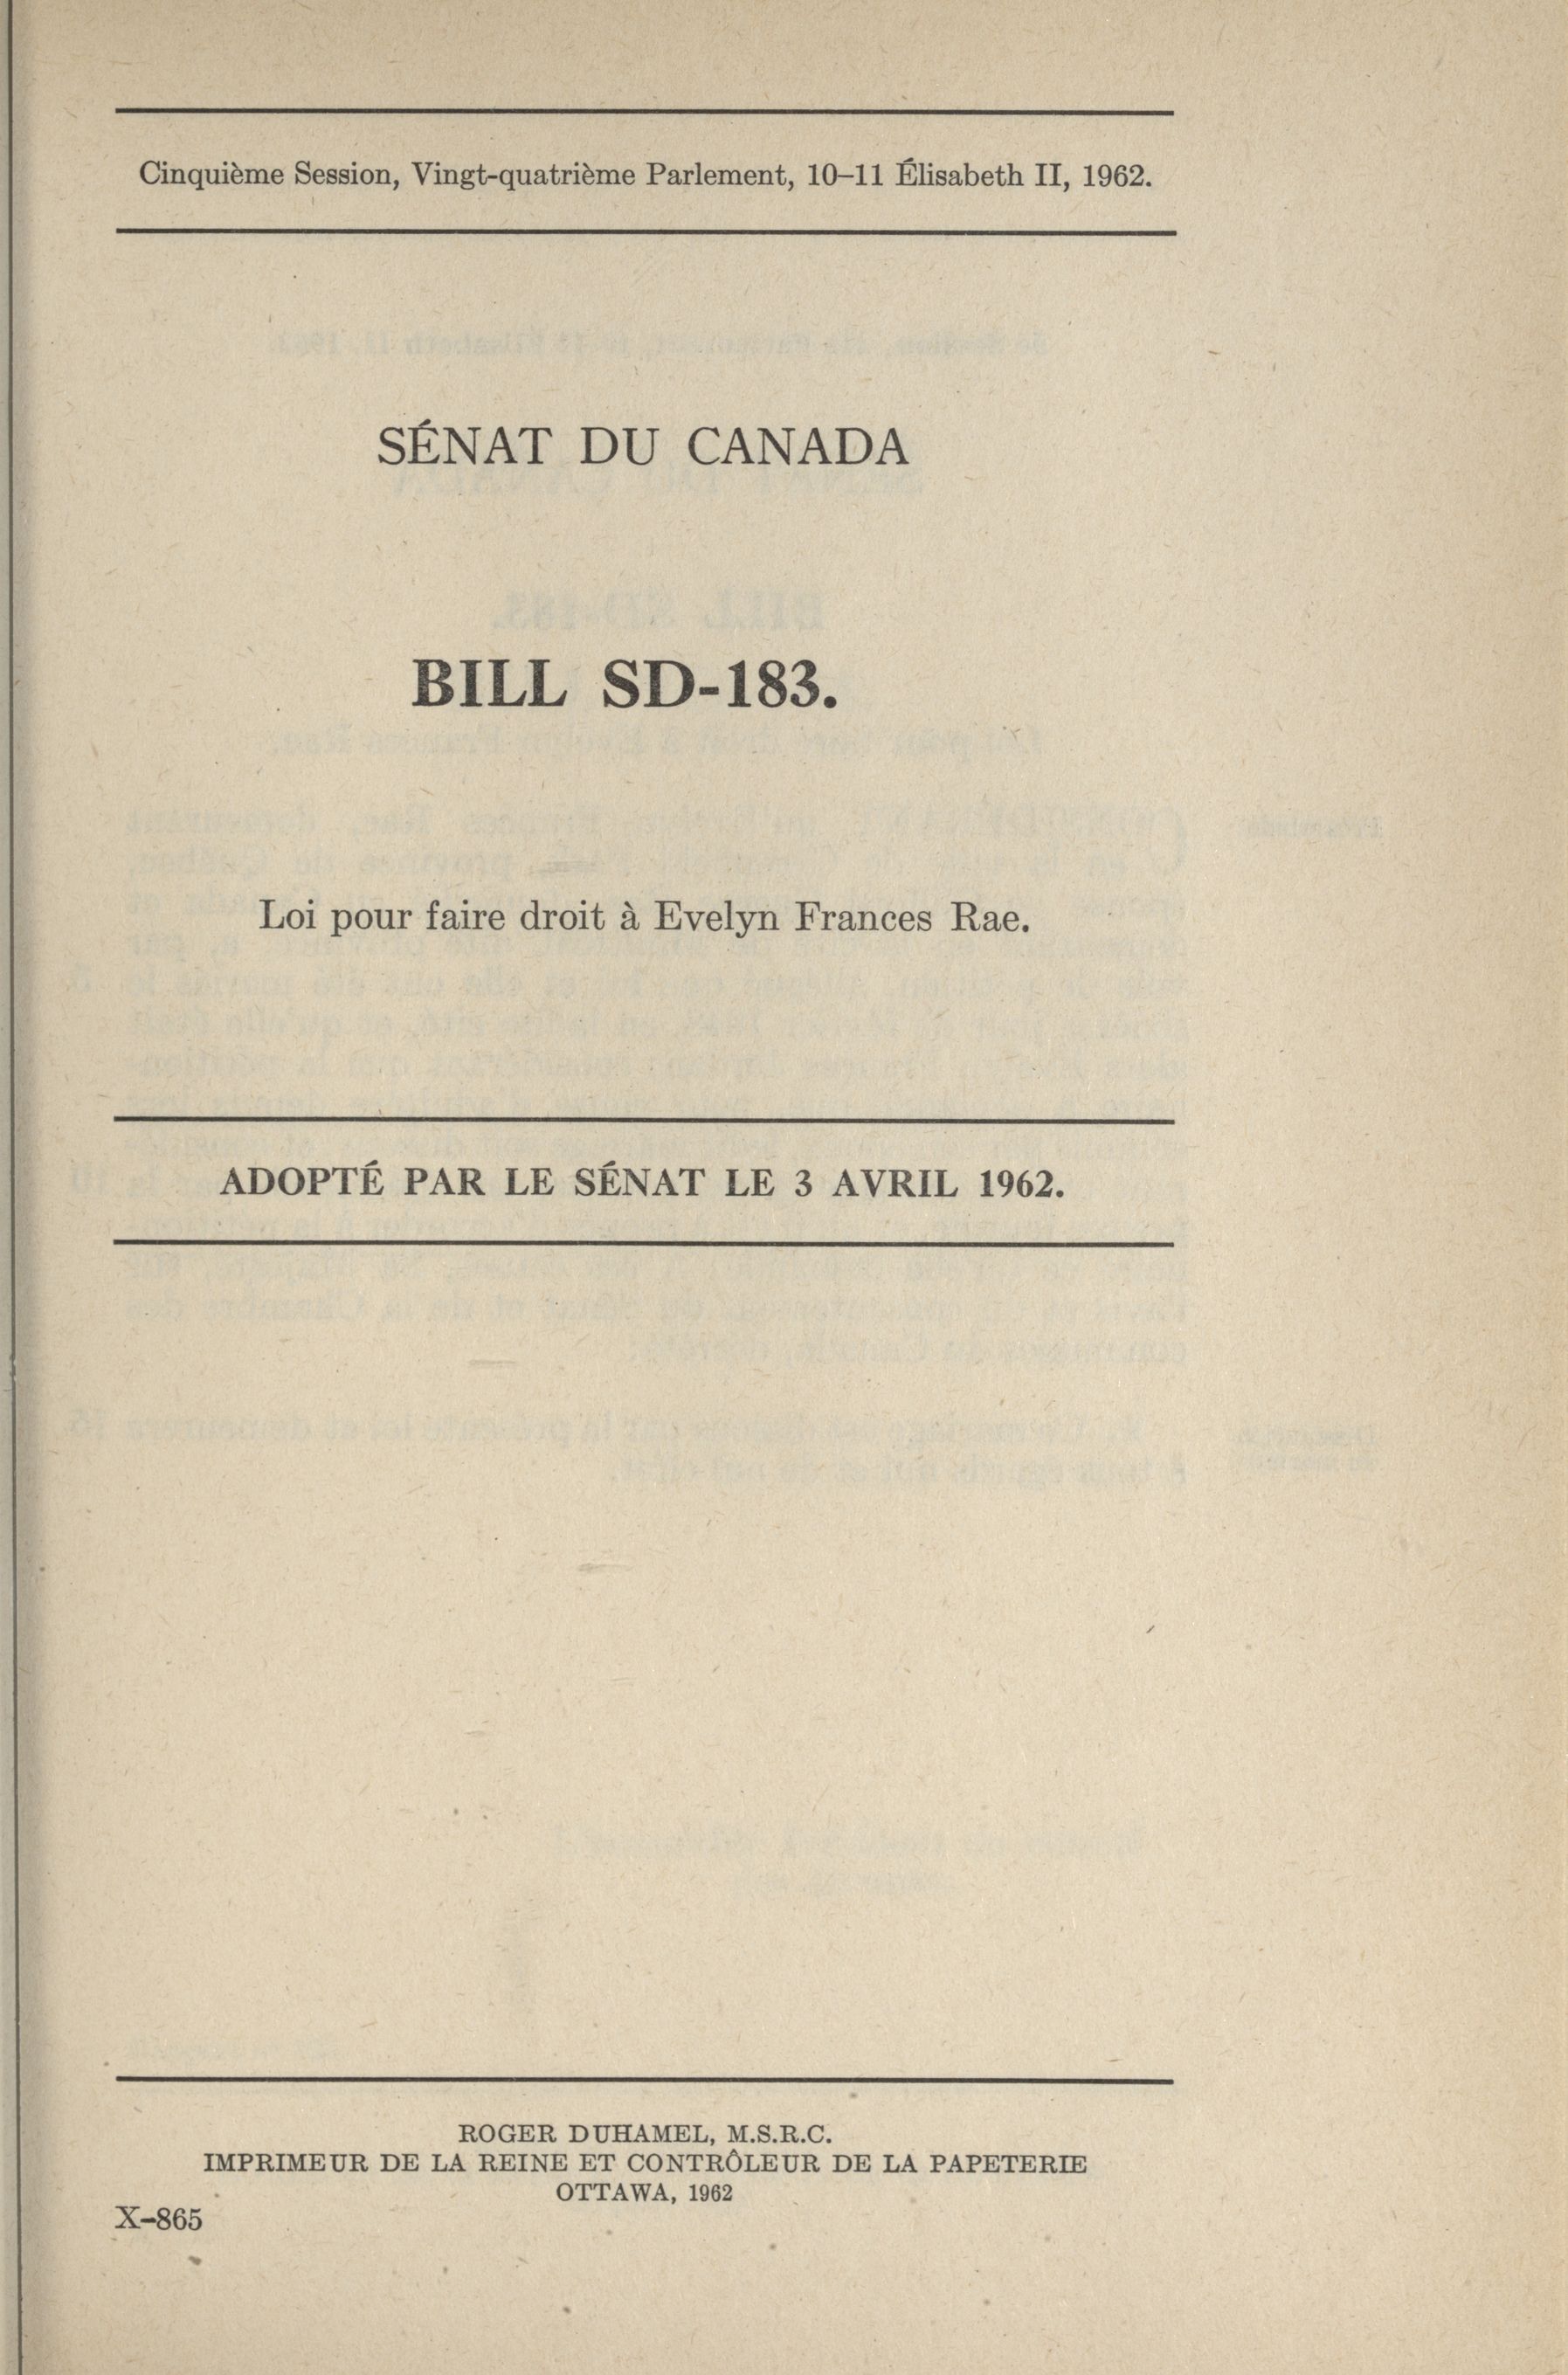 Cinquième Session, Vingt-quatrième Parlement, 10–11 Élisabeth II, 1962.
SÉNAT DU CANADA
BILL SD-183.
Loi pour faire droit à Evelyn Frances Rae.
ADOPTÉ PAR LE SÉNAT LE 3 AVRIL 1962.
ROGER DUHAMEL, M.S.R.C.
IMPRIMEUR DE LA REINE ET CONTRÔLEUR DE LA PAPETERIE
OTTAWA, 1962
X–865